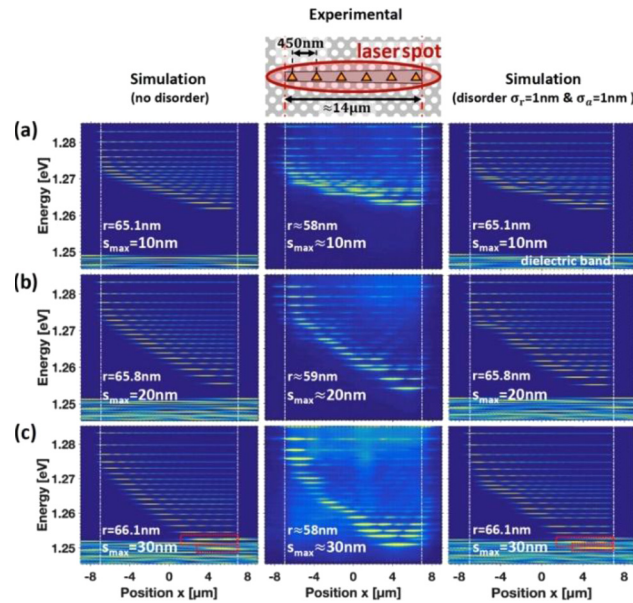 Experimental
450nm
laser spot
≈14μm
Simulation
(no disorder)
Simulation
(disorder σr=1nm & σa=1nm )
(a)
Energy [eV]
1.28
1.27
1.26
1.25
r=65.1nm
smax=10nm
r≈58nm
smax≈10nm
r=65.1nm
smax=10nm
dielectric band
(b)
Energy [eV]
1.28
1.27
1.26
1.25
r=65.8nm
smax=20nm
r≈59nm
smax≈20nm
r=65.8nm
smax=20nm
(c)
Energy [eV]
1.28
1.27
1.26
1.25
r=66.1nm
smax=30nm
r≈58nm
smax≈30nm
r=66.1nm
smax=30nm
-8 -4 0 4 8
-8 -4 0 4 8
-8 -4 0 4 8
Position x [μm]
Position x [μm]
Position x [μm]